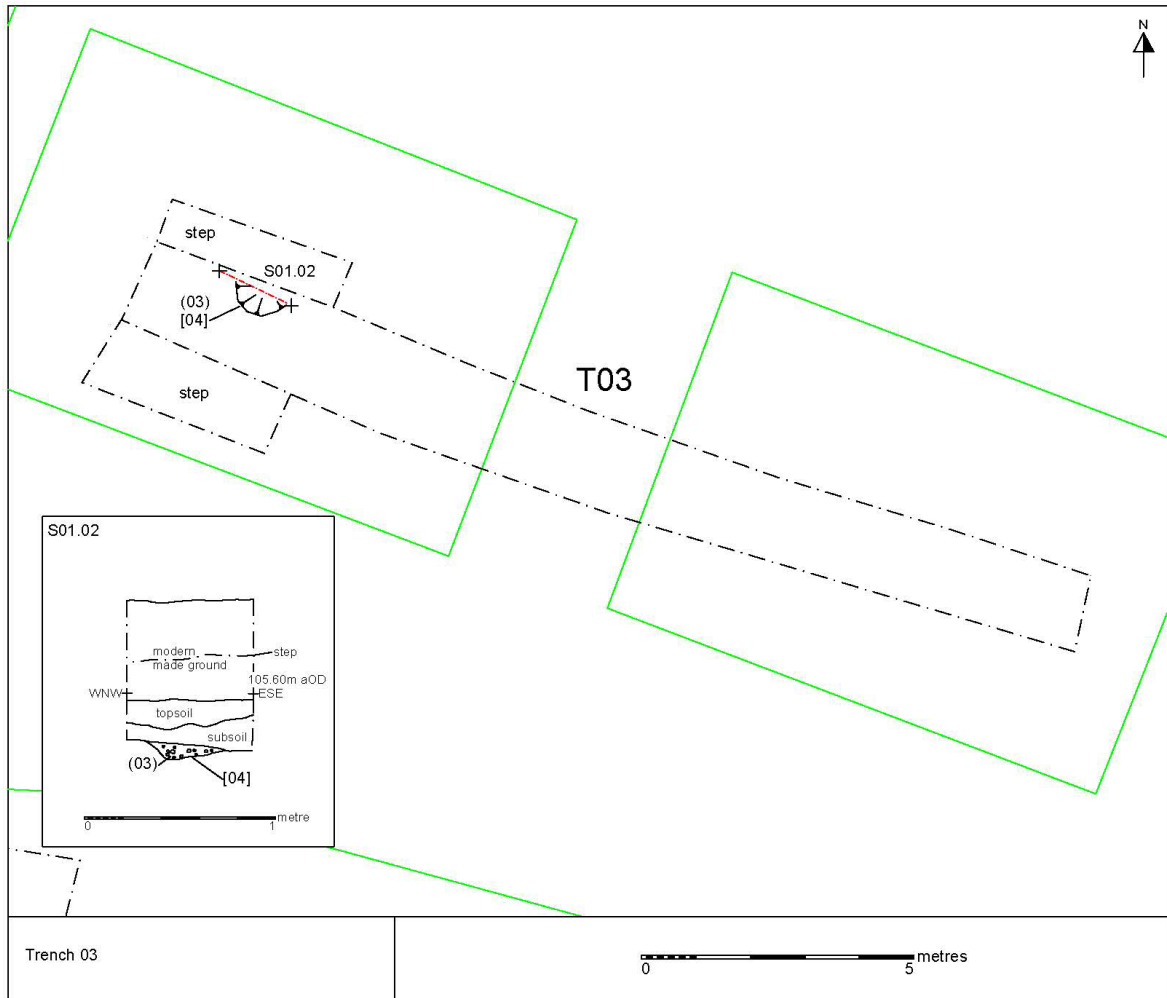 N
step
S01.02
(03)
[04]
step
T03
S01.02
modern
made ground
step
105.60m aOD
WNW
ESE
topsoil
subsoil
(03)
[04]
metre
0
1
Trench 03
metres
0
5